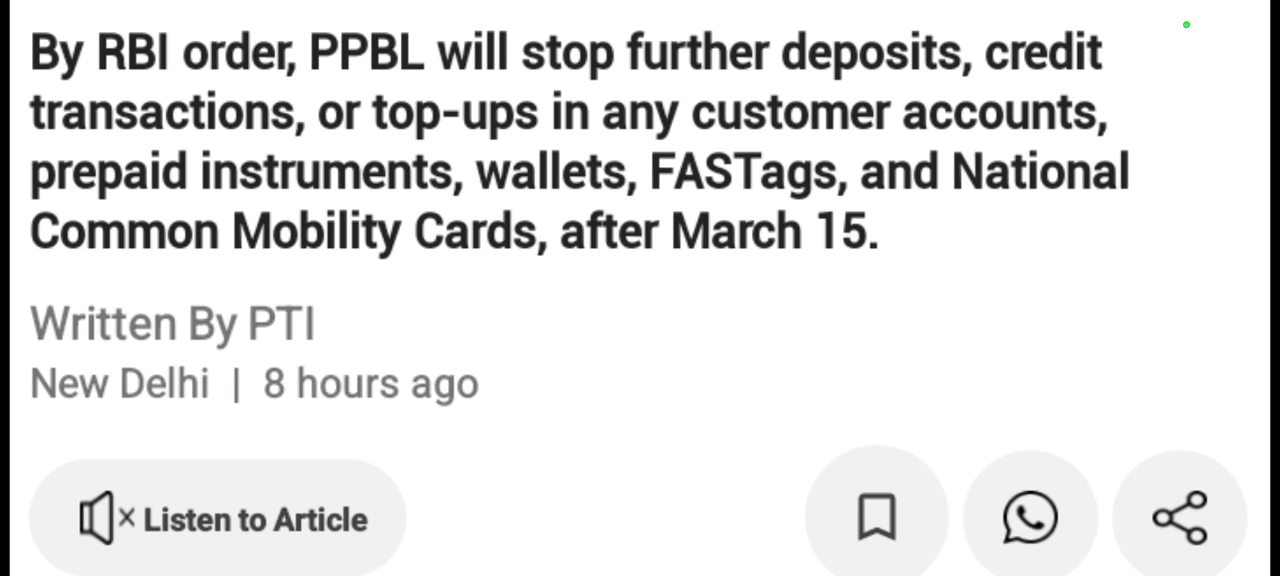 By RBI order, PPBL will stop further deposits, credit
transactions, or top-ups in any customer accounts,
prepaid instruments, wallets, FASTags, and National
Common Mobility Cards, after March 15.
Written By PTI
New Delhi | 8 hours ago
Listen to Article